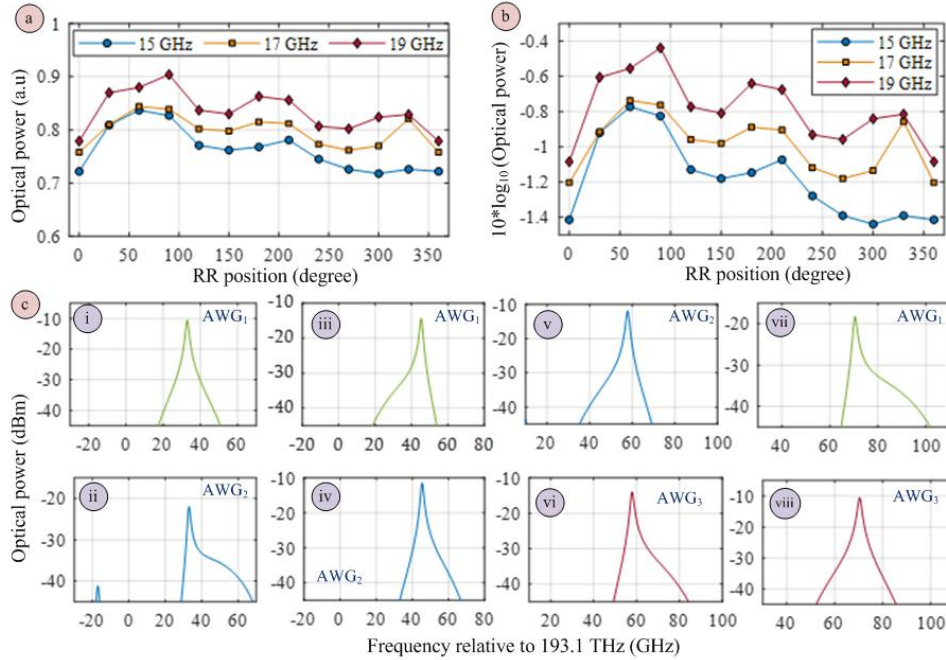 a
1
0.9
0.8
0.7
0.6
Optical power (a.u)
15 GHz 17 GHz 19 GHz
0 50 100 150 200 250 300 350
RR position (degree)
b
-0.4
-0.6
-0.8
-1
-1.2
-1.4
10*log10(Optical power)
15 GHz
17 GHz
19 GHz
0 50 100 150 200 250 300 350
RR position (degree)
c
Optical power (dBm)
i
AWG1
-10
-20
-30
-40
-20 0 20 40 60
iii
AWG1
-10
-20
-30
-40
-20 0 20 40 60 80
v
AWG2
-10
-20
-30
-40
20 40 60 80 100
vii
AWG1
-20
-30
-40
40 60 80 100
ii
AWG2
-20
-30
-40
-20 0 20 40 60
iv
AWG2
-10
-20
-30
-40
-20 0 20 40 60 80
vi
AWG3
-10
-20
-30
-40
20 40 60 80 100
viii
AWG3
-10
-20
-30
-40
40 60 80 100
Frequency relative to 193.1 THz (GHz)